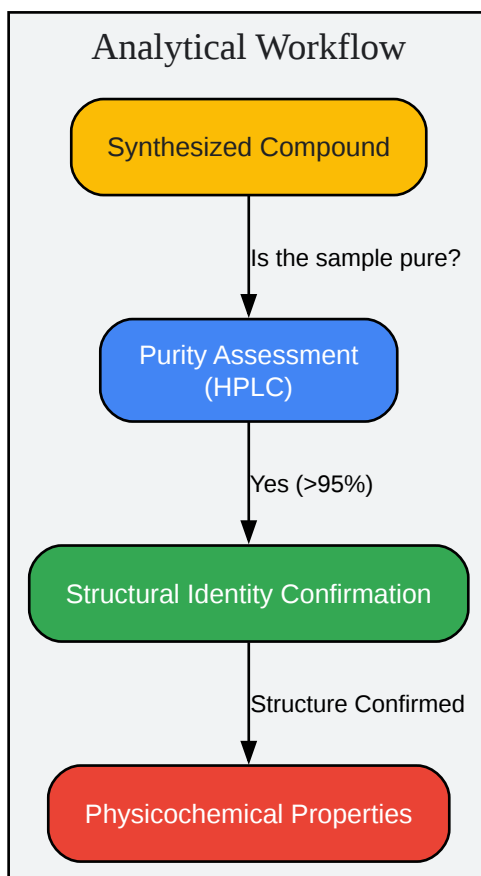 Analytical Workflow
Synthesized Compound
Is the sample pure?
Purity Assessment
(HPLC)
Yes (>95%)
Structural Identity Confirmation
Structure Confirmed
Physicochemical Properties